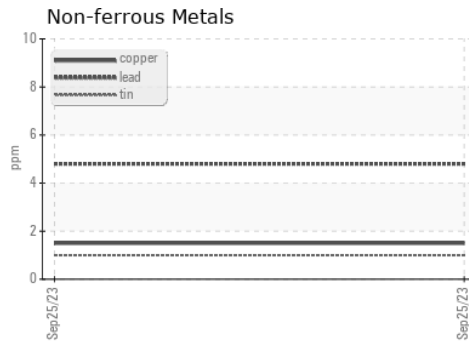 Non-ferrous Metals
10
copper
lead
tin
8
6
ppm
4
2
0
Sep25/23
Sep25/23